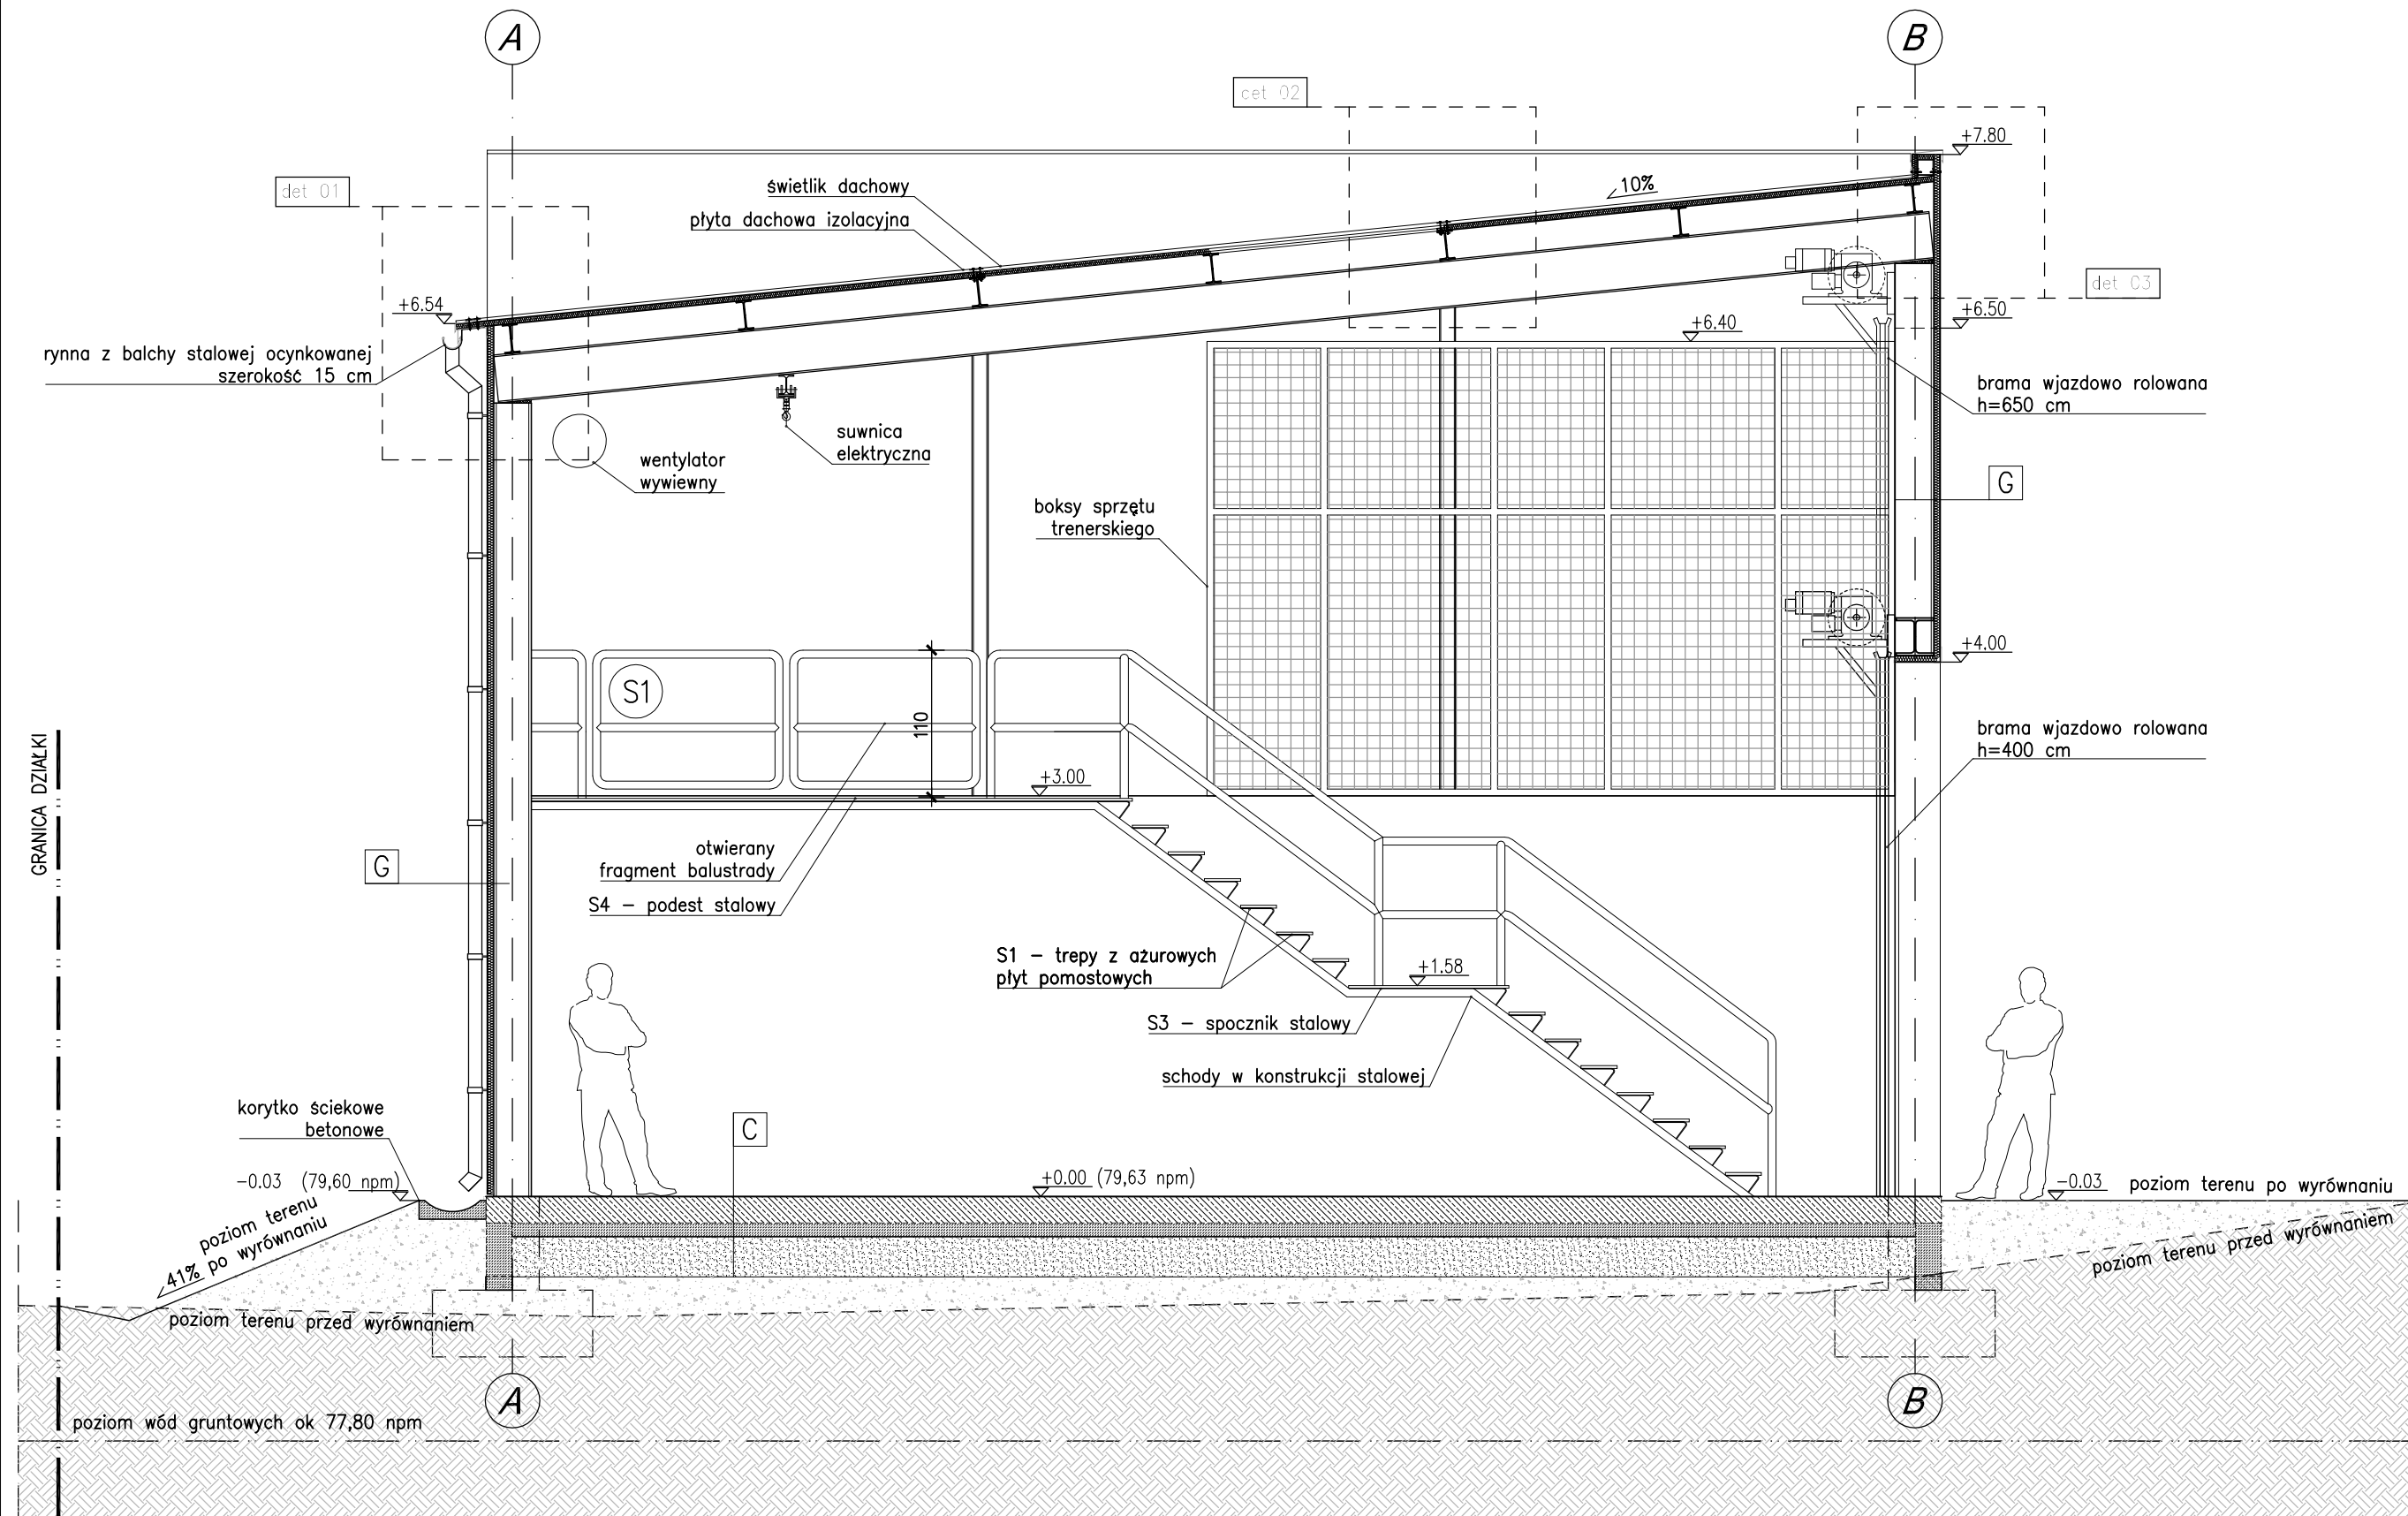 A
B
cet 02
+7.80
det 01
świetlik dachowy
10%
płyta dachowa izolacyjna
det 03
+6.54
+6.50
+6.40
rynna z balchy stalowej ocynkowanej
szerokość 15 cm
brama wjazdowo rolowana
h=650 cm
suwnica
elektryczna
wentylator
wywiewny
G
boksy sprzętu
trenerskiego
+4.00
S1
110
brama wjazdowo rolowana
h=400 cm
GRANICA DZIAŁKI
+3.00
otwierany
fragment balustrady
G
S4 – podest stalowy
S1 – trepy z ażurowych
płyt pomostowych
+1.58
S3 – spocznik stalowy
schody w konstrukcji stalowej
korytko ściekowe
betonowe
C
-0.03 (79,60 npm)
+0.00 (79,63 npm)
-0.03 poziom terenu po wyrównaniu
poziom terenu
po wyrównaniu
41%
poziom terenu przed wyrównaniem
poziom terenu przed wyrównaniem
A
B
poziom wód gruntowych ok 77,80 npm